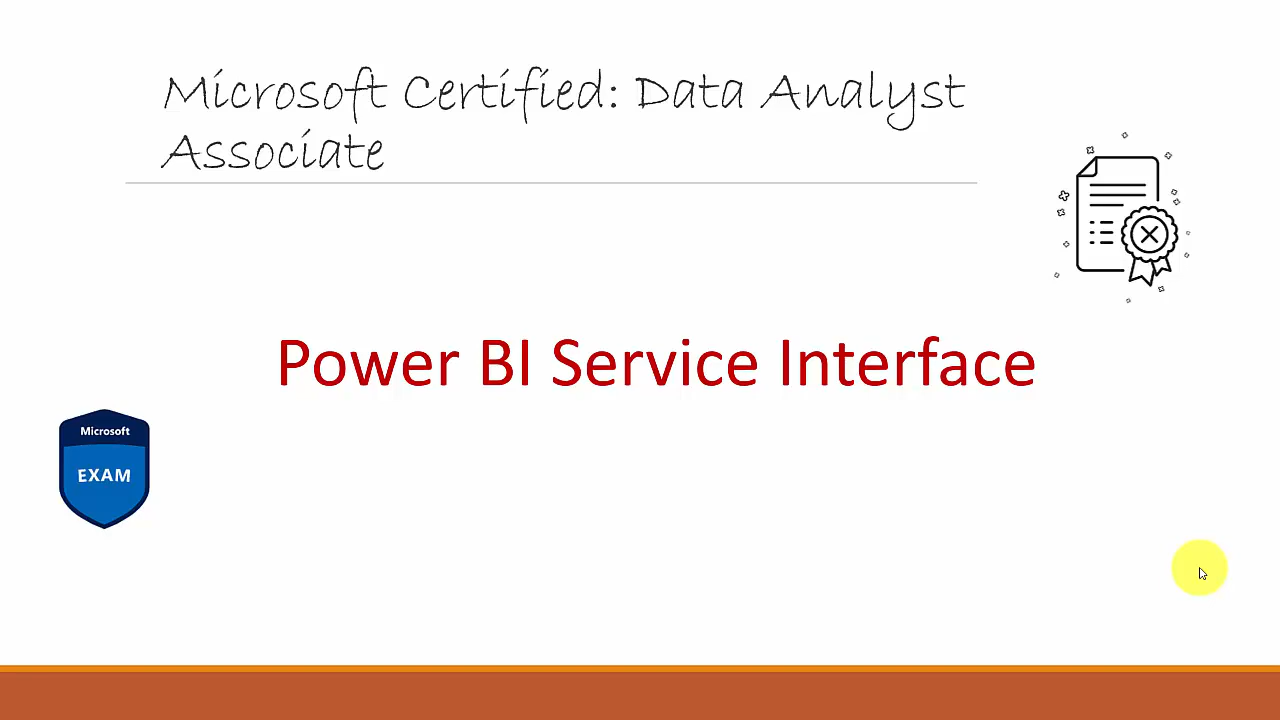 Microsoft Certified: Data Analyst
Associate
Power BI Service Interface
Microsoft
EXAM